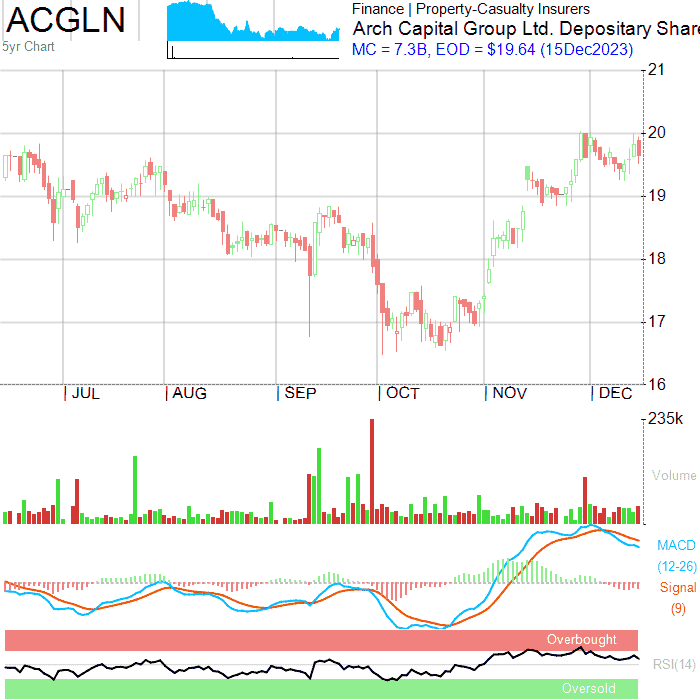 ACGLN
5yr Chart
Finance | Property-Casualty Insurers
Arch Capital Group Ltd. Depositary Share
MC = 7.3B, EOD = $19.64 (15Dec2023)
21
20
19
18
17
16
JUL AUG SEP OCT NOV DEC
235k
Volume
MACD
(12-26)
Signal
(9)
Overbought
RSI(14)
Oversold